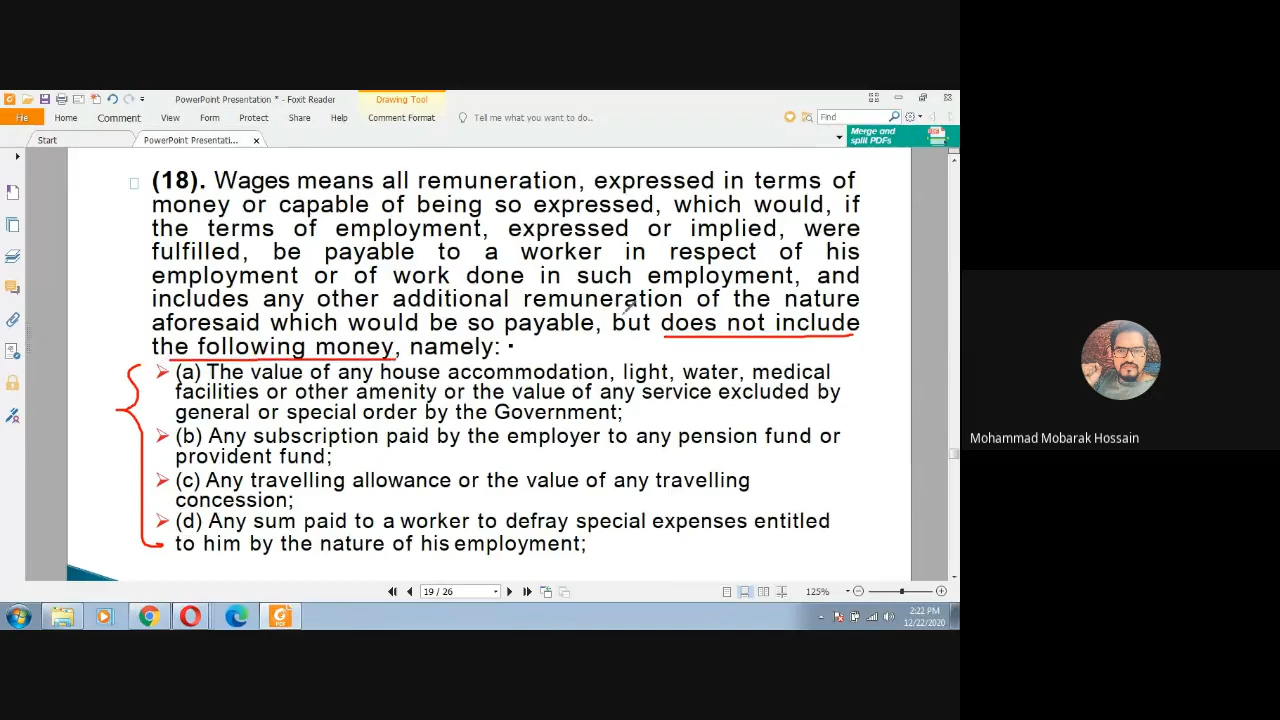 PowerPoint Presentation * - Foxit Reader
Drawing Tool
File Home Comment View Form Protect Share Help Comment Format Tell me what you want to do.. Find
Start PowerPoint Presentati...
Merge and
split PDFs
(18). Wages means all remuneration, expressed in terms of
money or capable of being so expressed, which would, if
the terms of employment, expressed or implied, were
fulfilled, be payable to a worker in respect of his
employment or of work done in such employment, and
includes any other additional remuneration of the nature
aforesaid which would be so payable, but does not include
the following money, namely:
(a) The value of any house accommodation, light, water, medical
facilities or other amenity or the value of any service excluded by
general or special order by the Government;
(b) Any subscription paid by the employer to any pension fund or
provident fund;
(c) Any travelling allowance or the value of any travelling
concession;
(d) Any sum paid to a worker to defray special expenses entitled
to him by the nature of his employment;
Mohammad Mobarak Hossain
19 / 26
125%
2:22 PM
12/22/2020
PDF